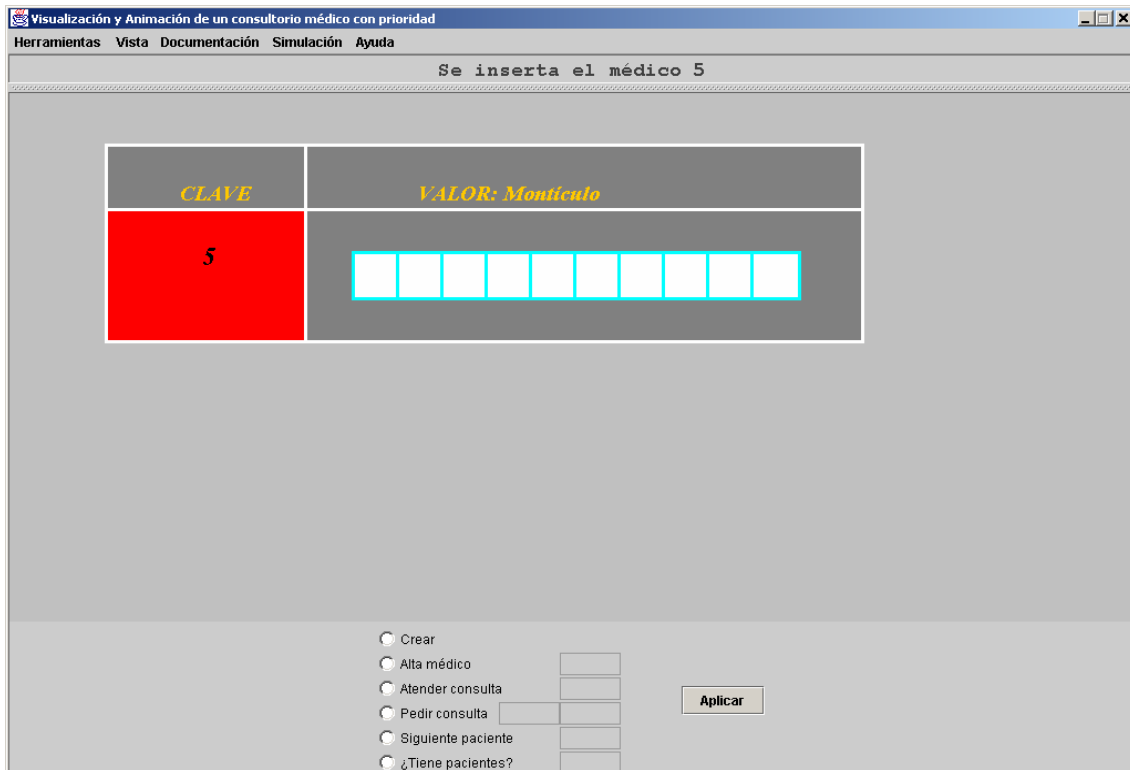 Visualización y Animación de un consultorio médico con prioridad
Herramientas Vista Documentación Simulación Ayuda
Se inserta el médico 5
CLAVE VALOR: Montículo
5
Crear
Alta médico
Atender consulta
Pedir consulta
Aplicar
Siguiente paciente
¿Tiene pacientes?